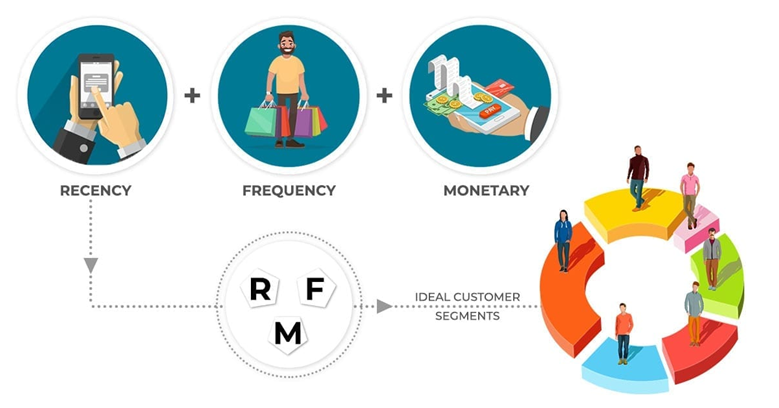 +
+
RECENCY
FREQUENCY
MONETARY
R F
M
IDEAL CUSTOMER
SEGMENTS